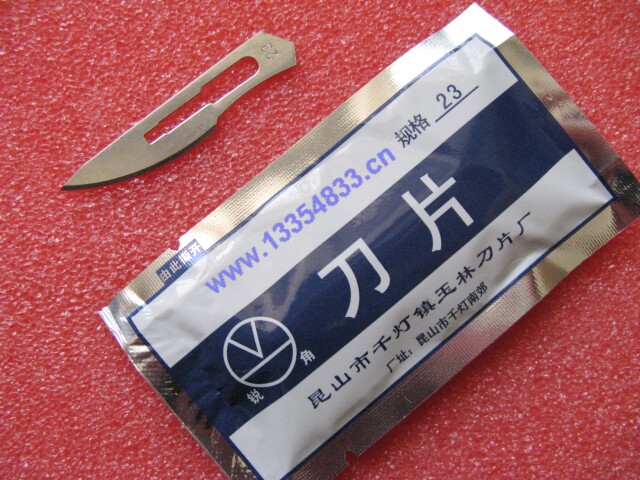 23
规格 23
www.13354833.cn
由此撕开
刀片
V
锐角
昆山市千灯镇玉林刀片厂
厂址：昆山市千灯南郊